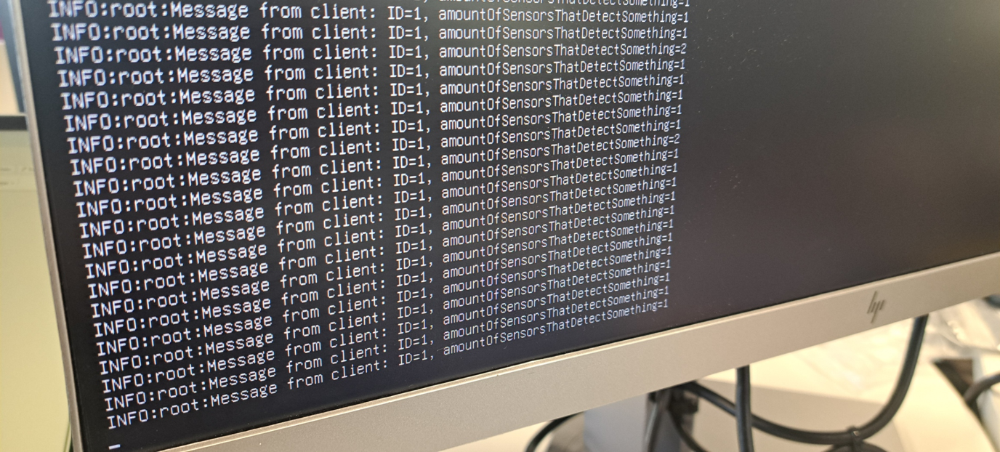 amountOfSensorsThatDetectSomething=1
INFO:root:Message from client: ID=1, amountOfSensorsThatDetectSomething=1
INFO:root:Message from client: ID=1, amountOfSensorsThatDetectSomething=1
INFO:root:Message from client: ID=1, amountOfSensorsThatDetectSomething=2
INFO:root:Message from client: ID=1, amountOfSensorsThatDetectSomething=1
INFO:root:Message from client: ID=1, amountOfSensorsThatDetectSomething=1
INFO:root:Message from client: ID=1, amountOfSensorsThatDetectSomething=1
INFO:root:Message from client: ID=1, amountOfSensorsThatDetectSomething=1
INFO:root:Message from client: ID=1, amountOfSensorsThatDetectSomething=1
INFO:root:Message from client: ID=1, amountOfSensorsThatDetectSomething=2
INFO:root:Message from client: ID=1, amountOfSensorsThatDetectSomething=1
INFO:root:Message from client: ID=1, amountOfSensorsThatDetectSomething=1
INFO:root:Message from client: ID=1, amountOfSensorsThatDetectSomething=1
INFO:root:Message from client: ID=1, amountOfSensorsThatDetectSomething=1
INFO:root:Message from client: ID=1, amountOfSensorsThatDetectSomething=1
INFO:root:Message from client: ID=1, amountOfSensorsThatDetectSomething=1
INFO:root:Message from client: ID=1, amountOfSensorsThatDetectSomething=1
INFO:root:Message from client: ID=1, amountOfSensorsThatDetectSomething=1
INFO:root:Message from client: ID=1, amountOfSensorsThatDetectSomething=1
INFO:root:Message from client: ID=1, amountOfSensorsThatDetectSomething=1
INFO:root:Message from client: ID=1, amountOfSensorsThatDetectSomething=1
INFO:root:Message from client: ID=1, amountOfSensorsThatDetectSomething=1
hp